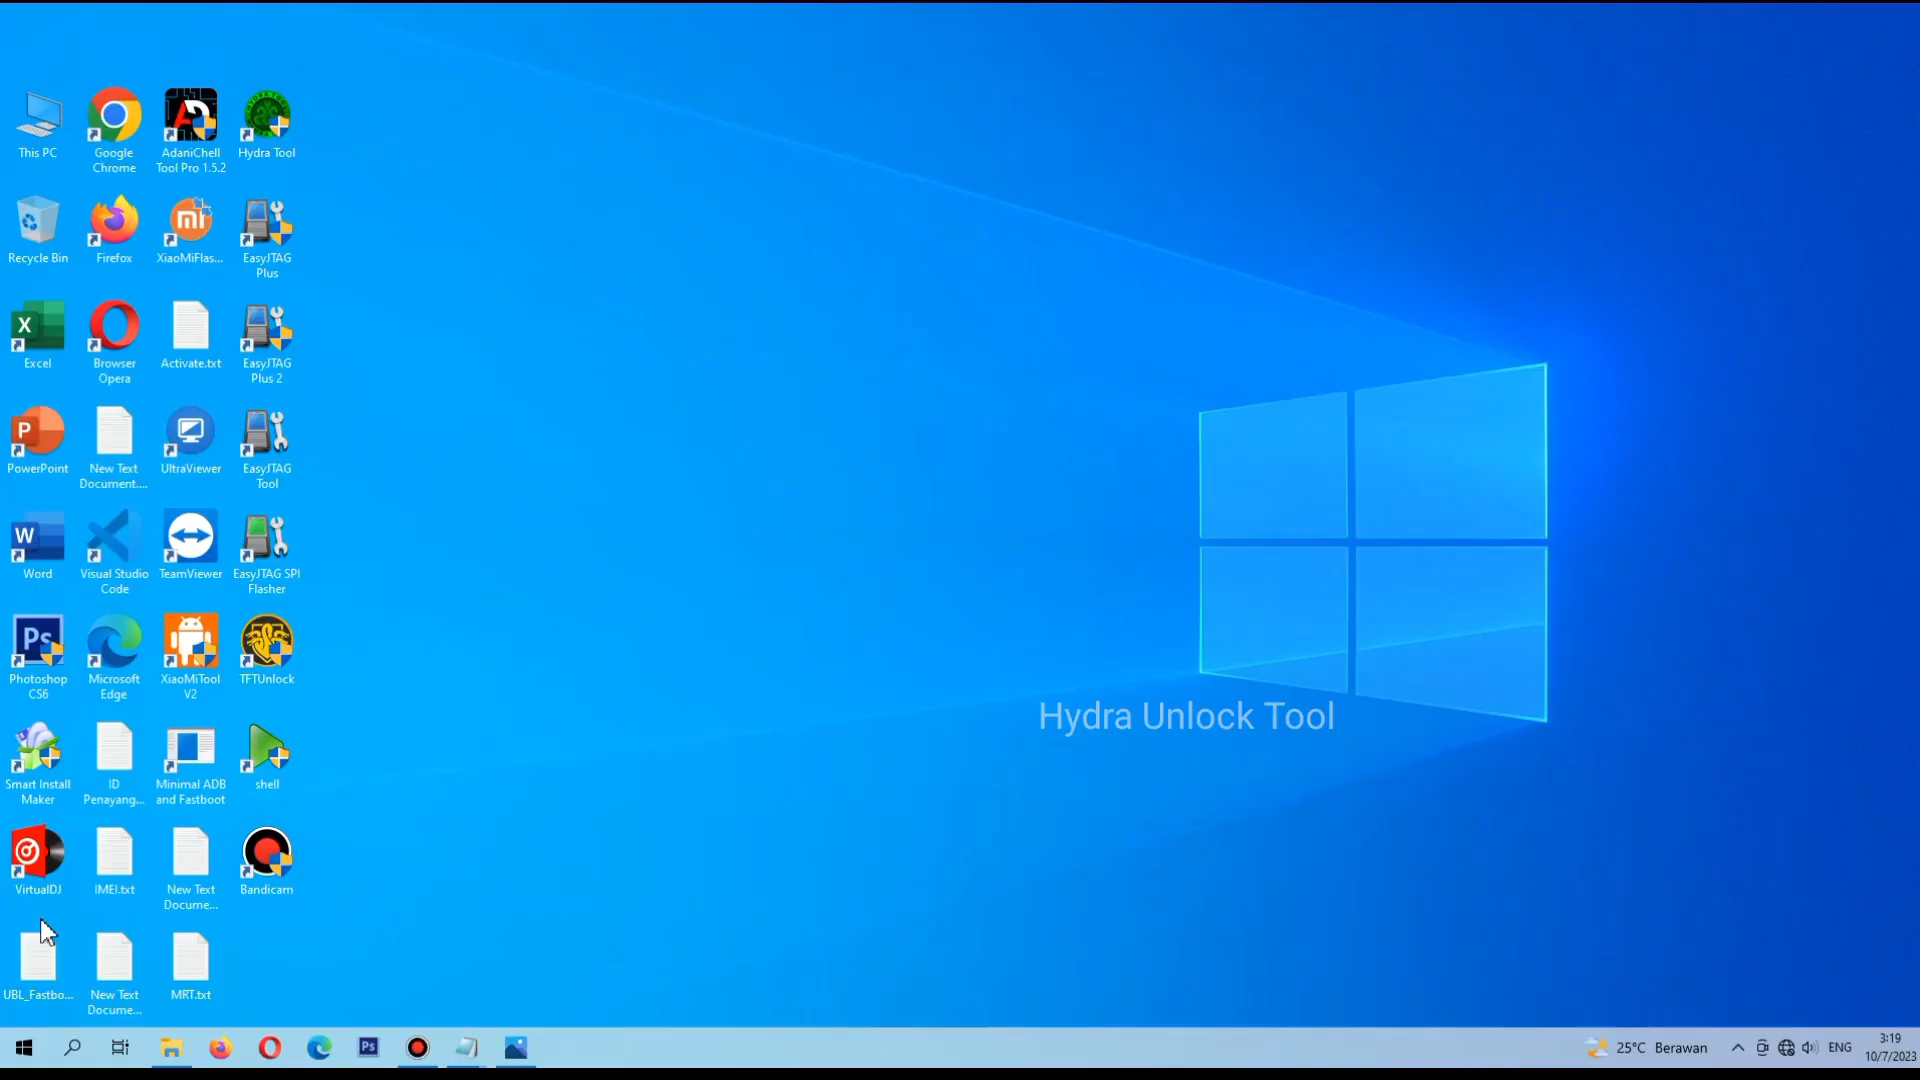 This PC
Google
Chrome
AdaniChell
Tool Pro 1.5.2
Hydra Tool
Recycle Bin
Firefox
XiaoMiFlas...
EasyJTAG
Plus
Excel
Browser
Opera
Activate.txt
EasyJTAG
Plus 2
PowerPoint
New Text
Document....
UltraViewer
EasyJTAG
Tool
Word
Visual Studio
Code
TeamViewer
EasyJTAG SPI
Flasher
Photoshop
CS6
Microsoft
Edge
XiaoMiTool
V2
TFTUnlock
Smart Install
Maker
ID
Penayang...
Minimal ADB
and Fastboot
shell
VirtualDJ
IMEI.txt
New Text
Docume...
Bandicam
UBL_Fastbo...
New Text
Docume...
MRT.txt
Hydra Unlock Tool
25°C Berawan
ENG
3:19
10/7/2023